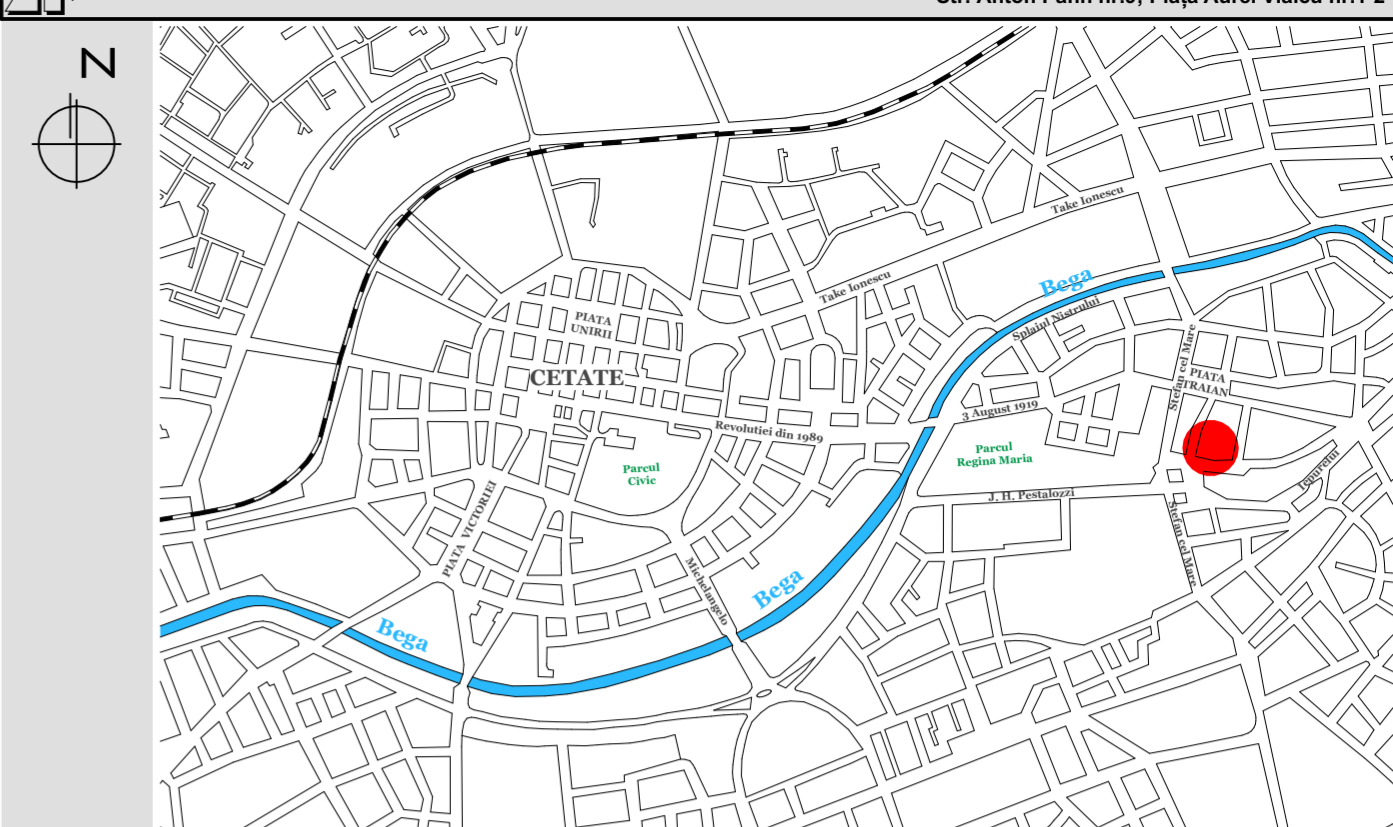 N
Take Ionescu
Take Ionescu
Bega
Splaiul Nistrului
PIATA
UNIRII
CETATE
Stefan cel Mare
PIATA
TRAIAN
3 August 1919
Revolutiei din 1989
Parcul
Regina Maria
Parcul
Civic
Iepurelui
J. H. Pestalozzi
PIATA VICTORIEI
Stefan cel Mare
Michelangelo
Bega
Bega